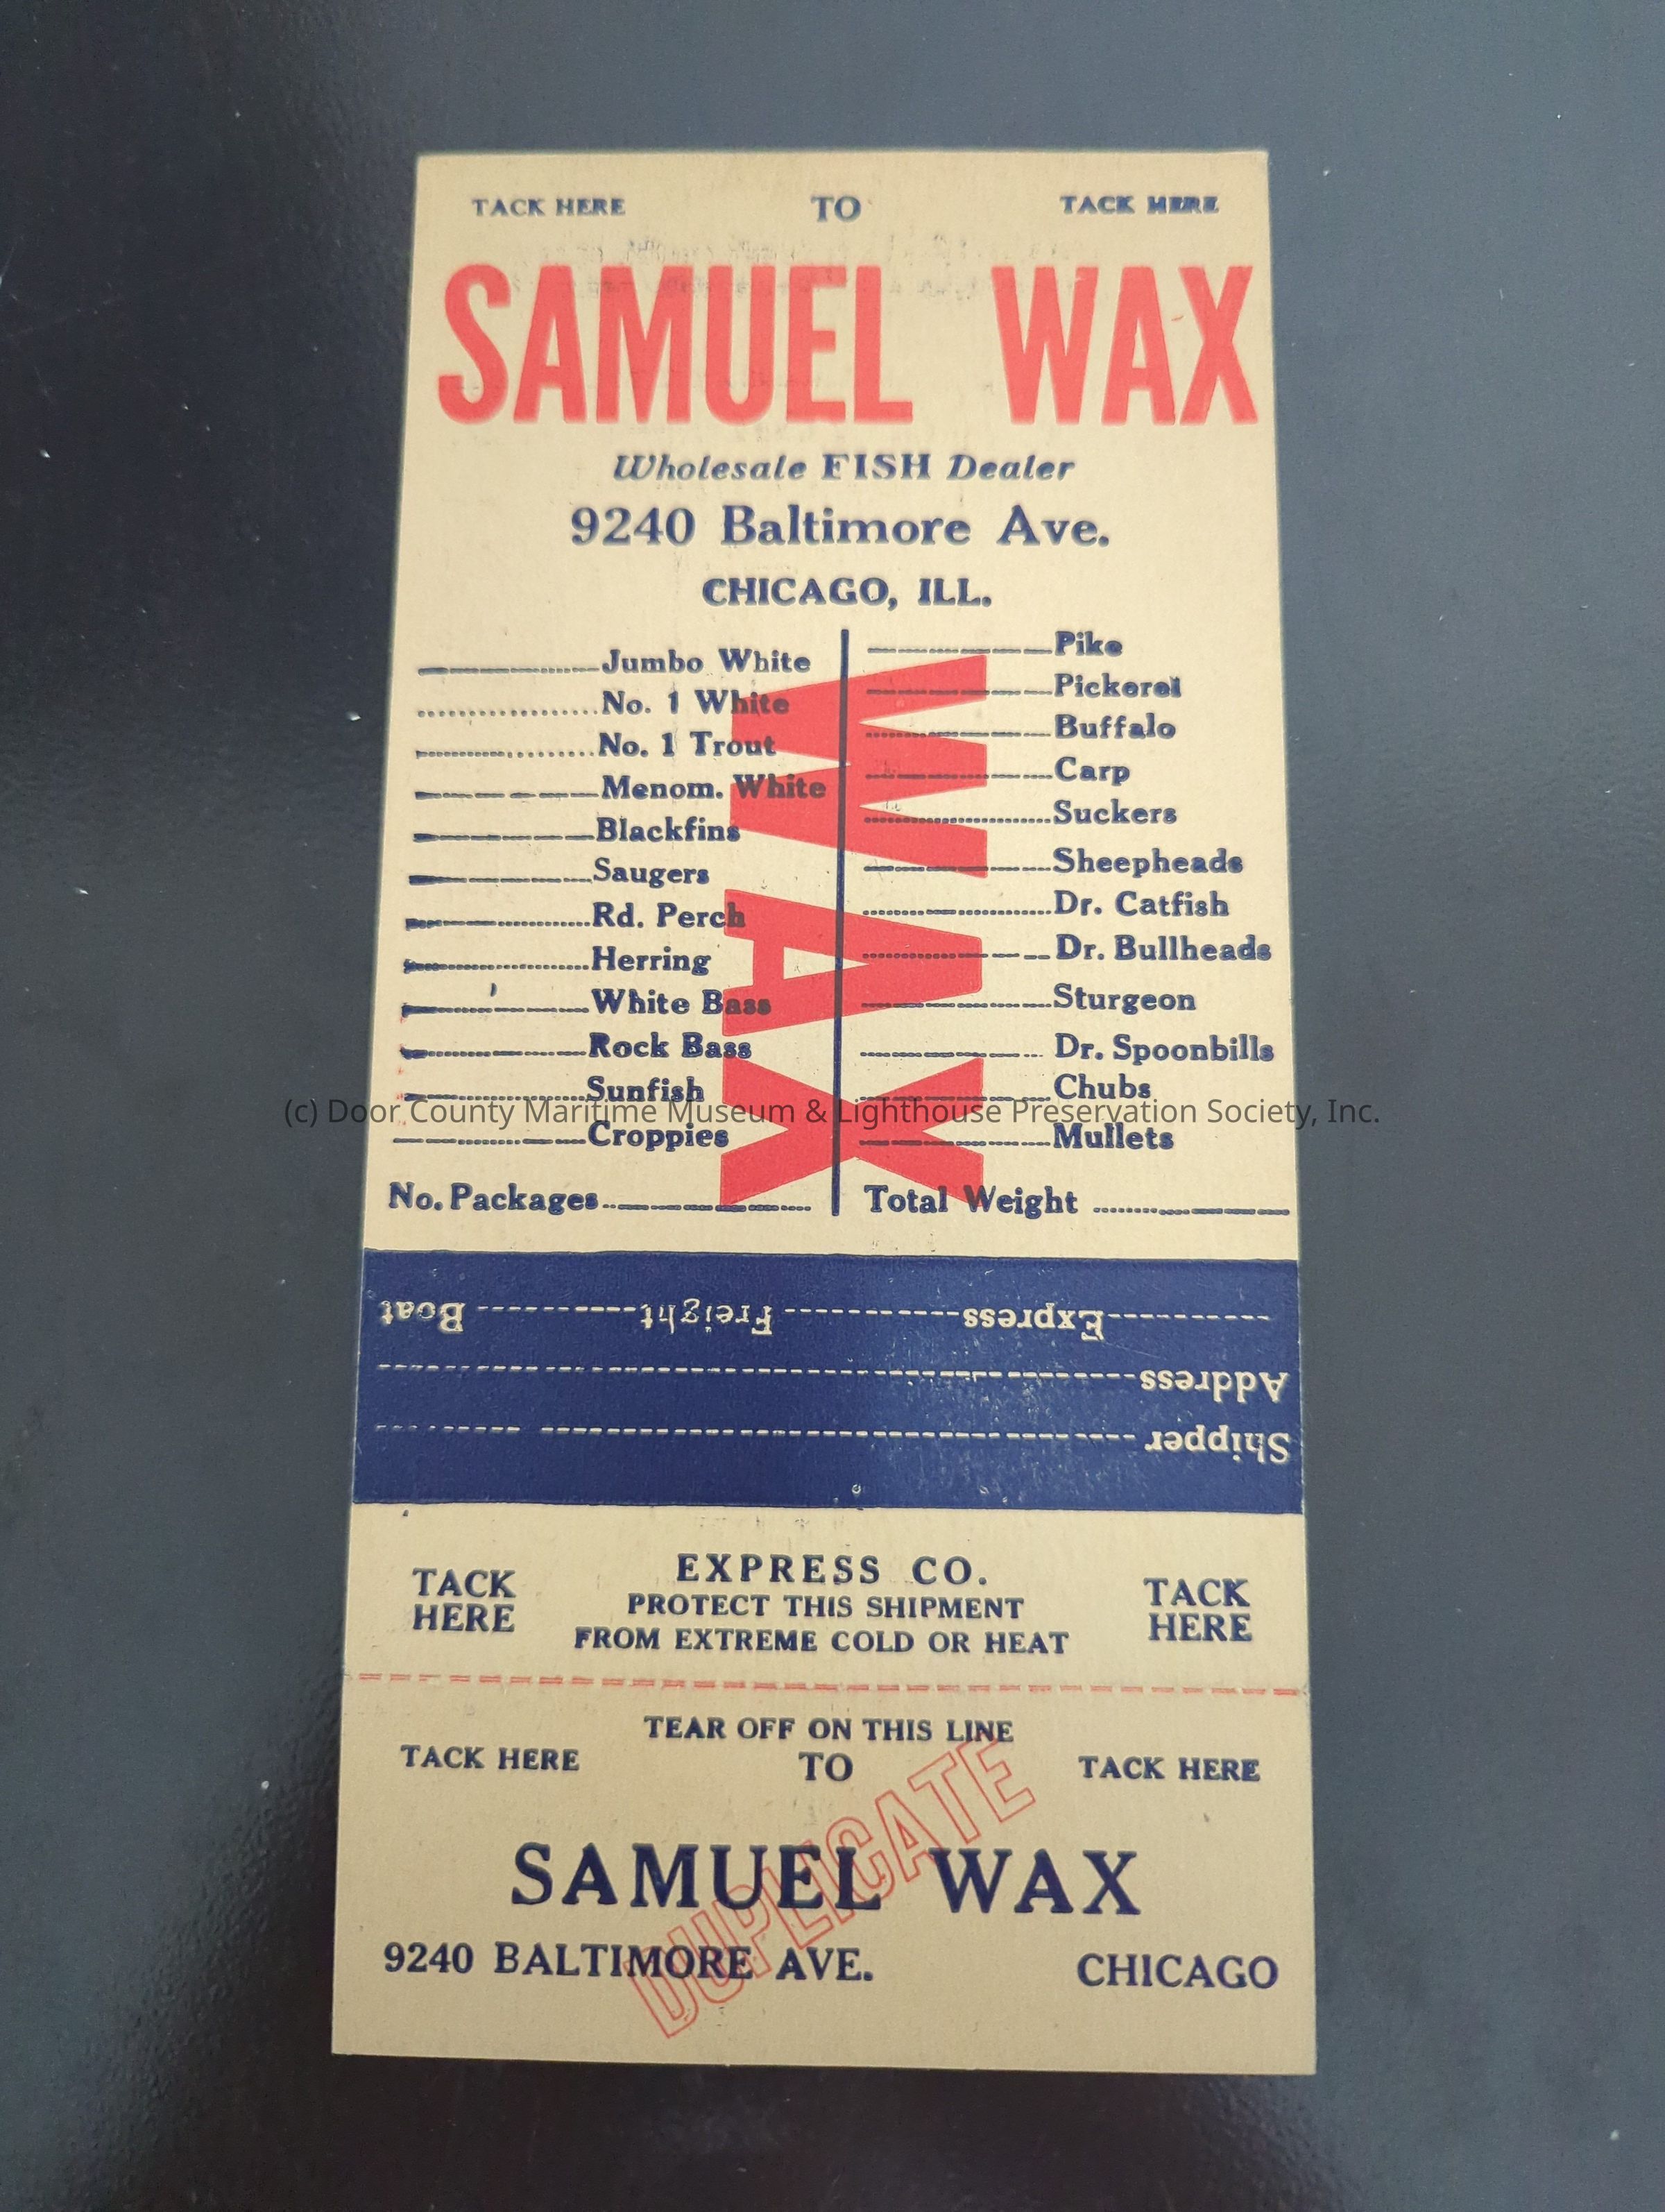 TACK HERE TO TACK HERE
SAMUEL WAX
Wholesale FISH Dealer
9240 Baltimore Ave.
CHICAGO, ILL.
Jumbo White
No. 1 White
No. 1 Trout
Menom. White
Blackfins
Saugers
Rd. Perch
Herring
White Bass
Rock Bass
Sunfish
Croppies
No. Packages
Pike
Pickerel
Buffalo
Carp
Suckers
Sheepheads
Dr. Catfish
Dr. Bullheads
Sturgeon
Dr. Spoonbills
Chubs
Mullets
Total Weight
WAX
(c) Door County Maritime Museum & Lighthouse Preservation Society, Inc.
Shipper
Address
Express Freight Boat
TACK HERE
EXPRESS CO.
PROTECT THIS SHIPMENT
FROM EXTREME COLD OR HEAT
TACK HERE
TEAR OFF ON THIS LINE
TACK HERE TO TACK HERE
DUPLICATE
SAMUEL WAX
9240 BALTIMORE AVE. CHICAGO